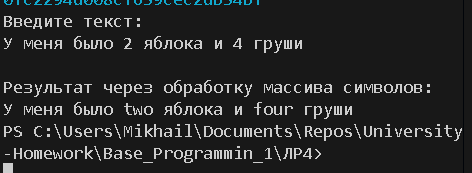 Введите текст:
У меня было 2 яблока и 4 груши
Результат через обработку массива символов:
У меня было two яблока и four груши
PS C:\Users\Mikhail\Documents\Repos\University
-Homework\Base_Programmin_1\ЛР4>